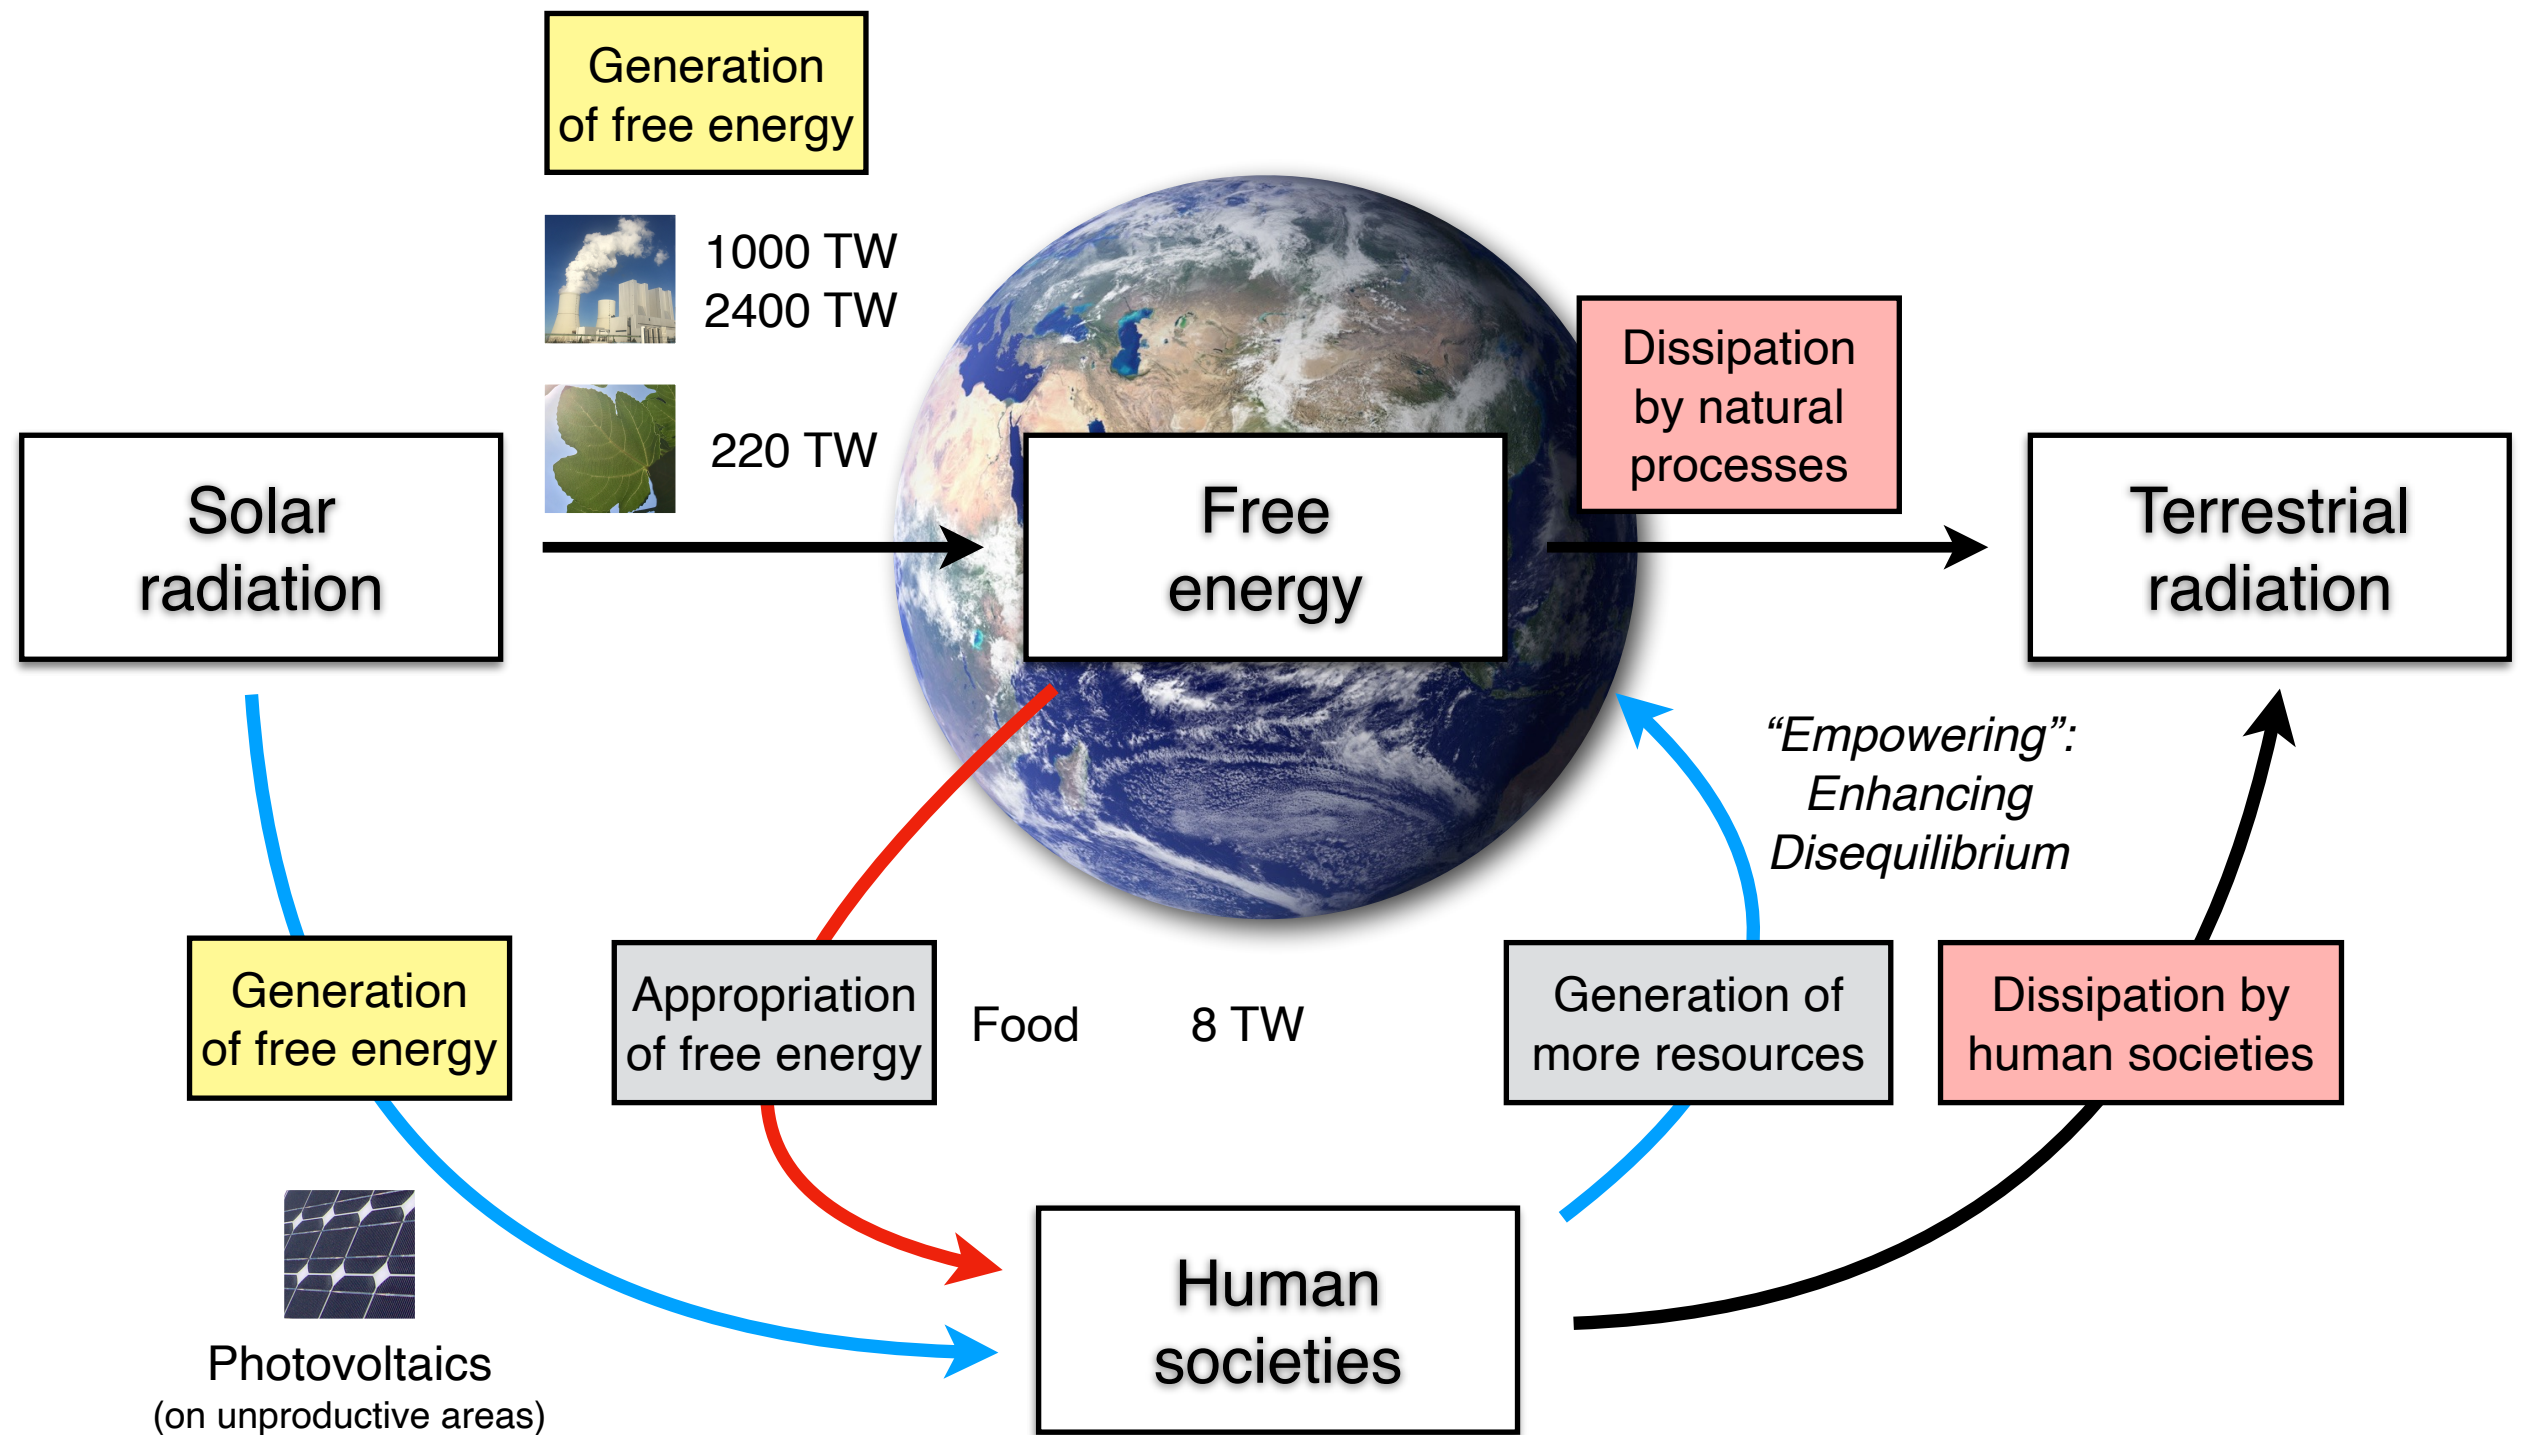 Generation
of free energy
1000 TW
2400 TW
220 TW
Solar
radiation
Free
energy
Dissipation
by natural
processes
Terrestrial
radiation
“Empowering”:
Enhancing
Disequilibrium
Generation
of free energy
Appropriation
of free energy
Food 8 TW
Generation of
more resources
Dissipation by
human societies
Photovoltaics
(on unproductive areas)
Human
societies